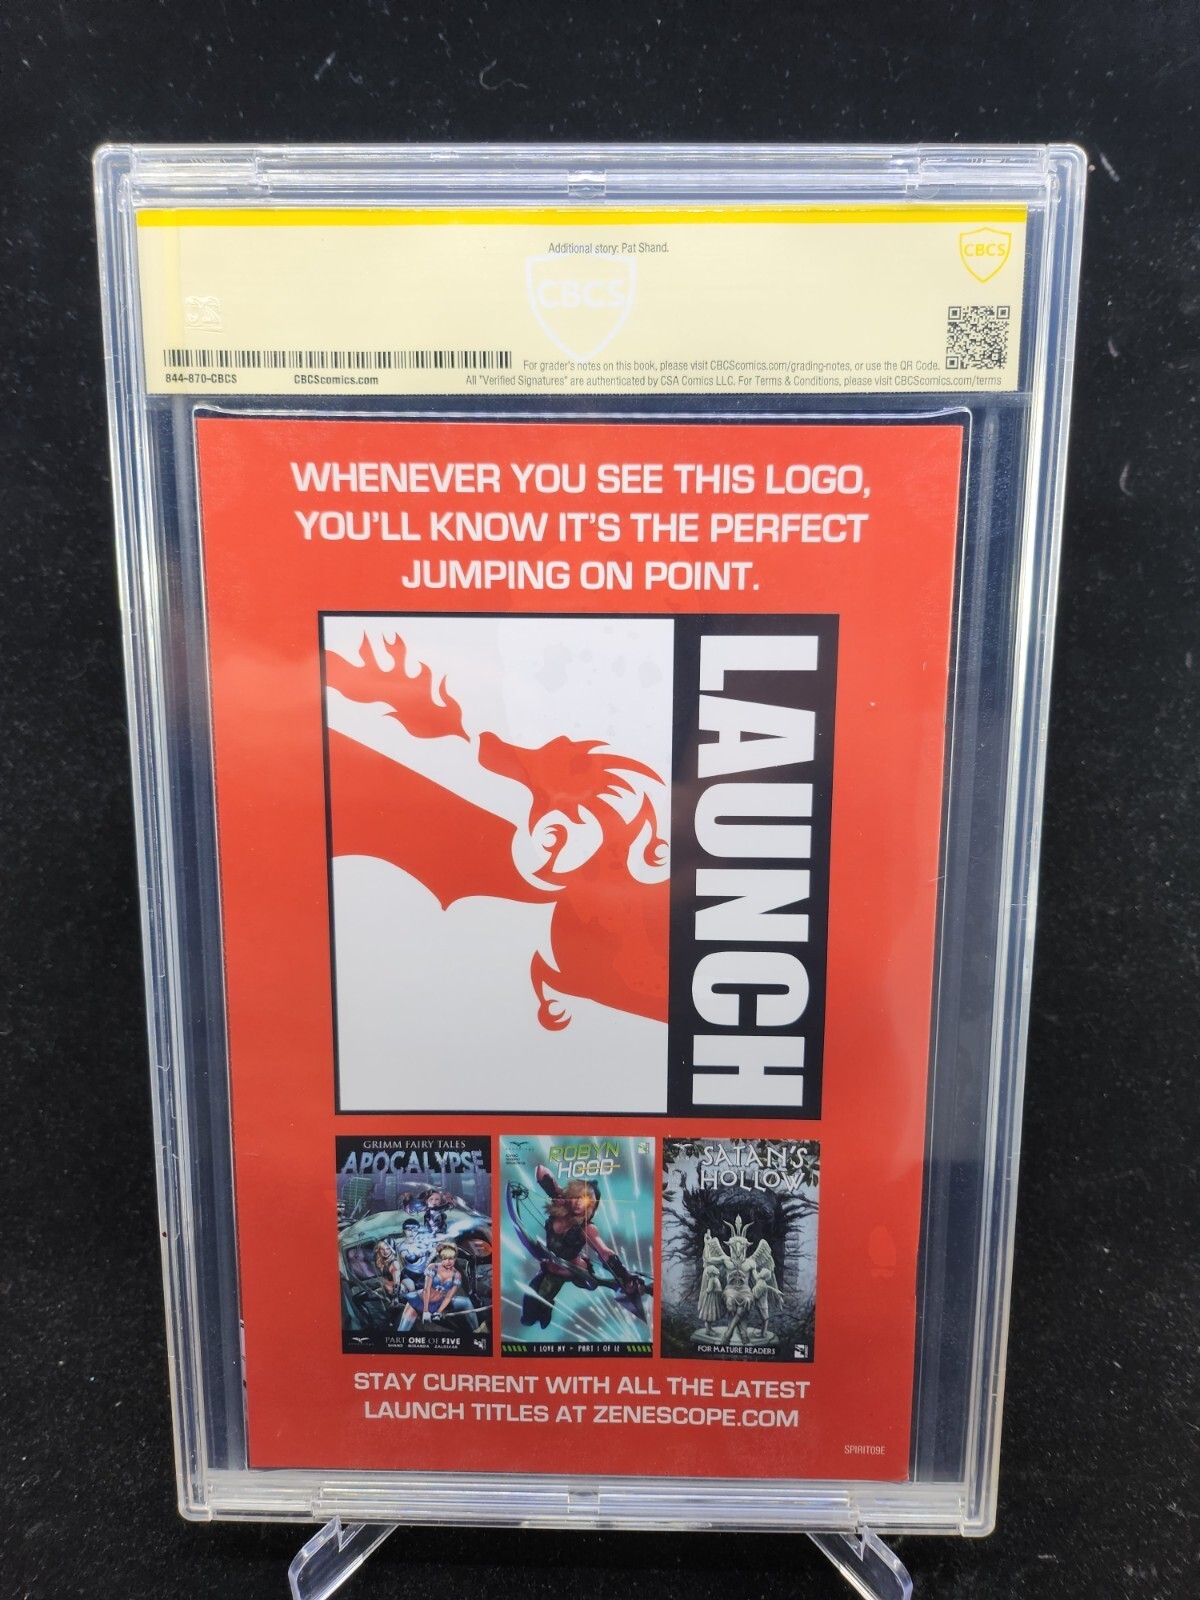 Additional story: Pat Shand.
CBCS
CBCS
For grader's notes on this book, please visit CBCScomics.com/grading-notes, or use the QR Code.
844-870-CBCS CBCScomics.com
All "Verified Signatures" are authenticated by CSA Comics LLC. For Terms & Conditions, please visit CBCScomics.com/terms
WHENEVER YOU SEE THIS LOGO,
YOU'LL KNOW IT'S THE PERFECT
JUMPING ON POINT.
LAUNCH
GRIMM FAIRY TALES
APOCALYPSE
PART ONE OF FIVE
ROBYN
HOOD
I LOVE NY - PART 1 OF 12
SATAN'S
HOLLOW
FOR MATURE READERS
STAY CURRENT WITH ALL THE LATEST
LAUNCH TITLES AT ZENESCOPE.COM
SPIRIT09E